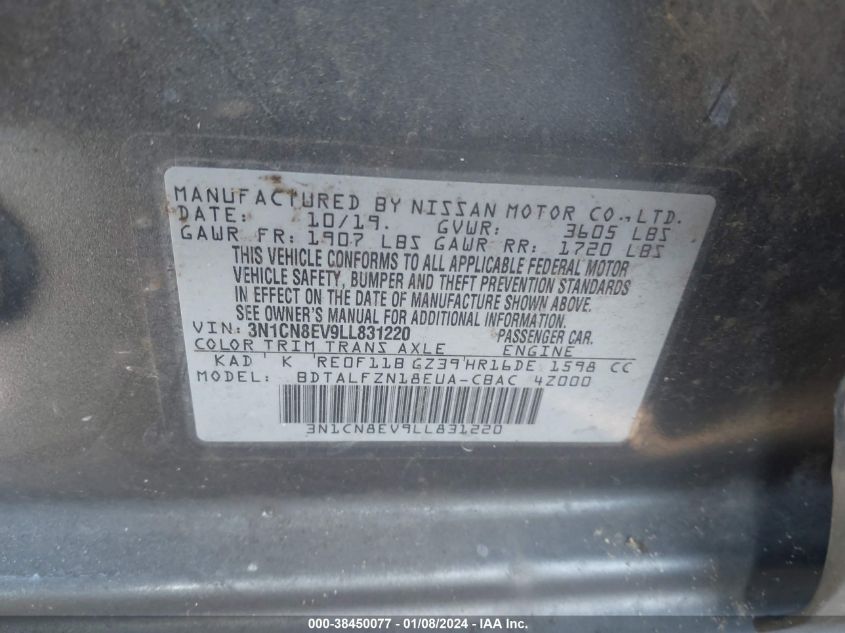 MANUFACTURED BY NISSAN MOTOR CO., LTD.
DATE: 10/19. GVWR: 3605 LBS
GAWR FR: 1907 LBS GAWR RR: 1720 LBS
THIS VEHICLE CONFORMS TO ALL APPLICABLE FEDERAL MOTOR
VEHICLE SAFETY, BUMPER AND THEFT PREVENTION STANDARDS
IN EFFECT ON THE DATE OF MANUFACTURE SHOWN ABOVE.
SEE OWNER'S MANUAL FOR ADDITIONAL INFORMATION
VIN: 3N1CN8EV9LL831220 PASSENGER CAR.
COLOR TRIM TRANS AXLE ENGINE
KAD K RE0F11B GZ39 HR16DE 1598 CC
MODEL: BDTALFZN18EUA-CBAC 4Z000
3N1CN8EV9LL831220
000-38450077 - 01/08/2024 - IAA Inc.